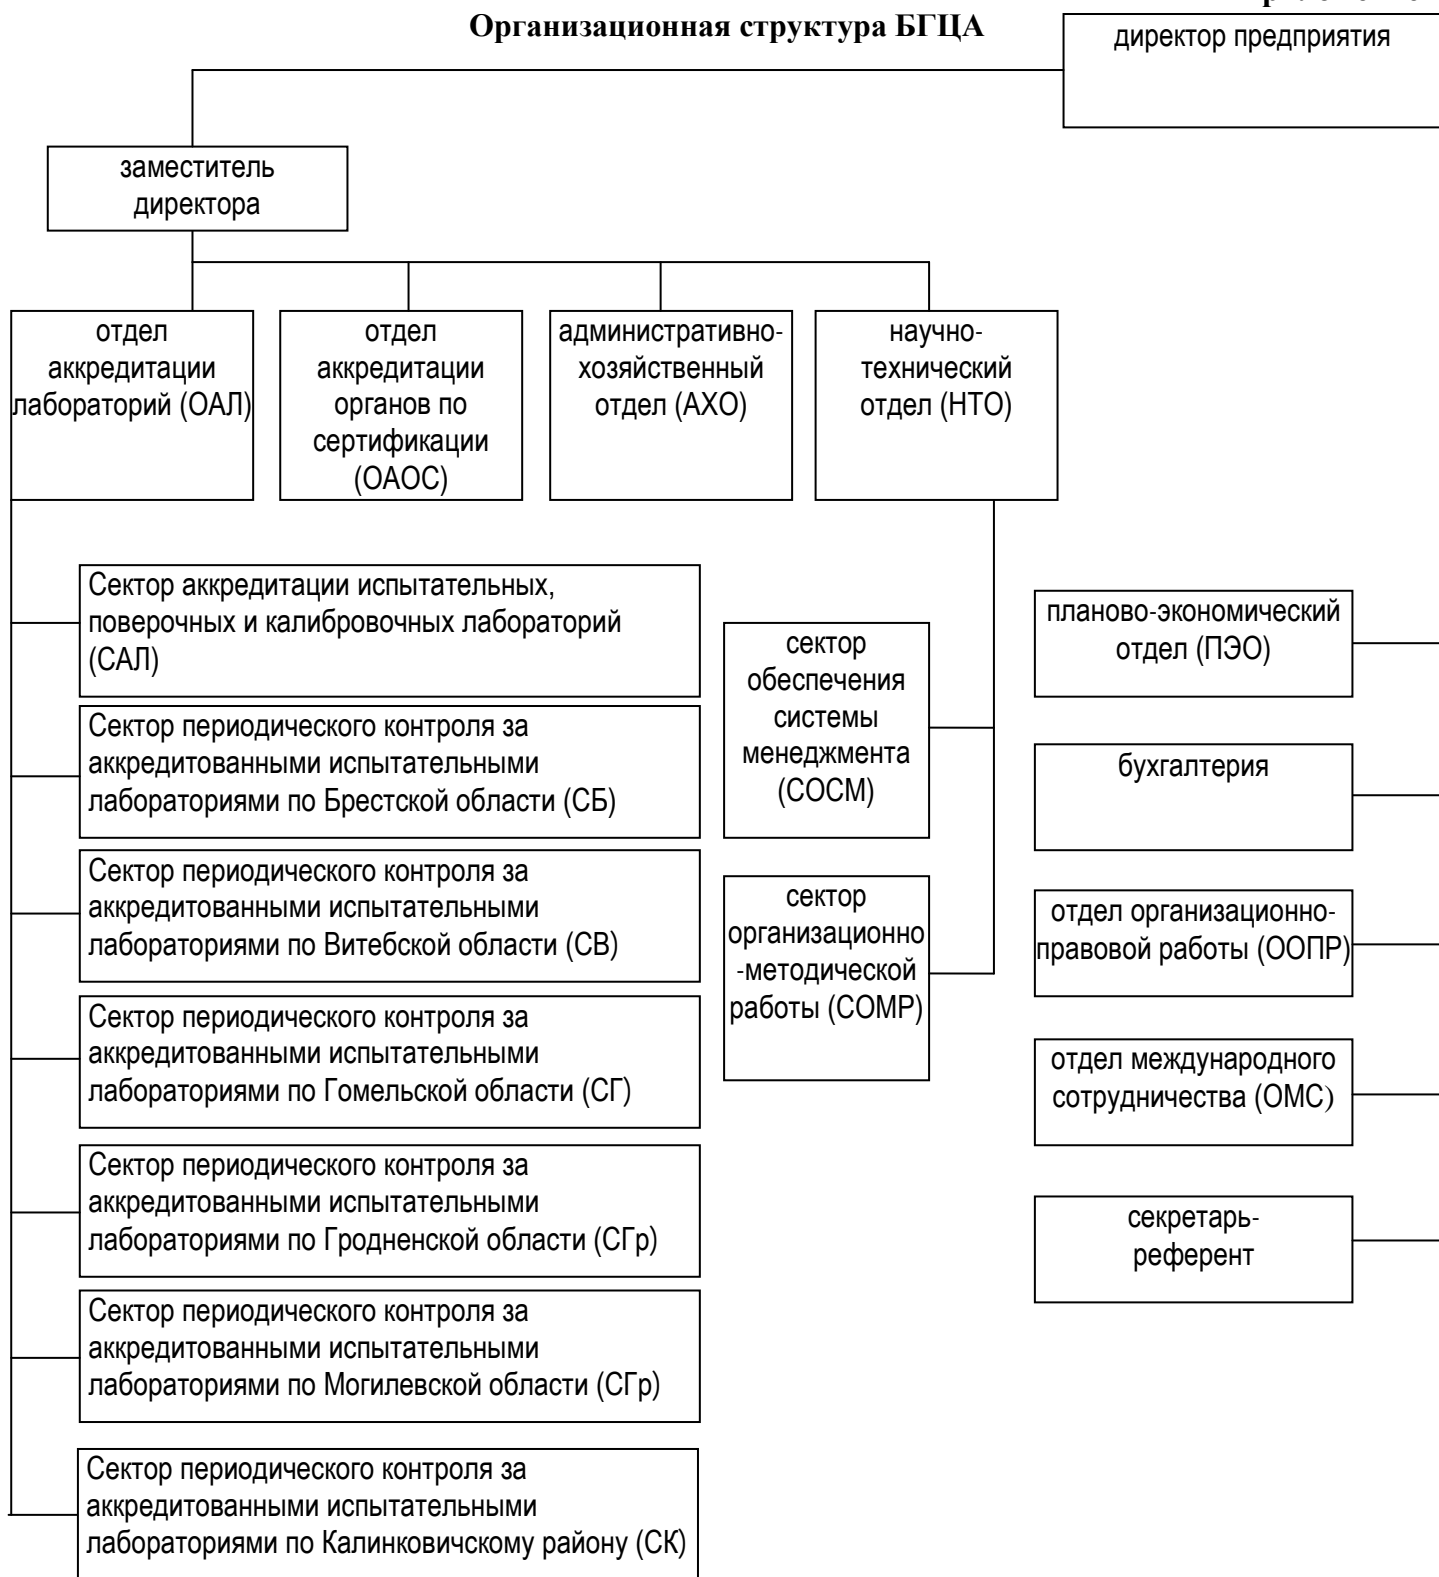 Организационная структура БГЦА
директор предприятия
заместитель
директора
отдел
аккредитации
лабораторий (ОАЛ)
отдел
аккредитации
органов по
сертификации
(ОАОС)
административно-
хозяйственный
отдел (АХО)
научно-
технический
отдел (НТО)
Сектор аккредитации испытательных,
поверочных и калибровочных лабораторий
(САЛ)
Сектор периодического контроля за
аккредитованными испытательными
лабораториями по Брестской области (СБ)
Сектор периодического контроля за
аккредитованными испытательными
лабораториями по Витебской области (СВ)
Сектор периодического контроля за
аккредитованными испытательными
лабораториями по Гомельской области (СГ)
Сектор периодического контроля за
аккредитованными испытательными
лабораториями по Гродненской области (СГр)
Сектор периодического контроля за
аккредитованными испытательными
лабораториями по Могилевской области (СГр)
Сектор периодического контроля за
аккредитованными испытательными
лабораториями по Калинковичскому району (СК)
сектор
обеспечения
системы
менеджмента
(СОСМ)
сектор
организационно
-методической
работы (СОМР)
планово-экономический
отдел (ПЭО)
бухгалтерия
отдел организационно-
правовой работы (ООПР)
отдел международного
сотрудничества (ОМС)
секретарь-
референт